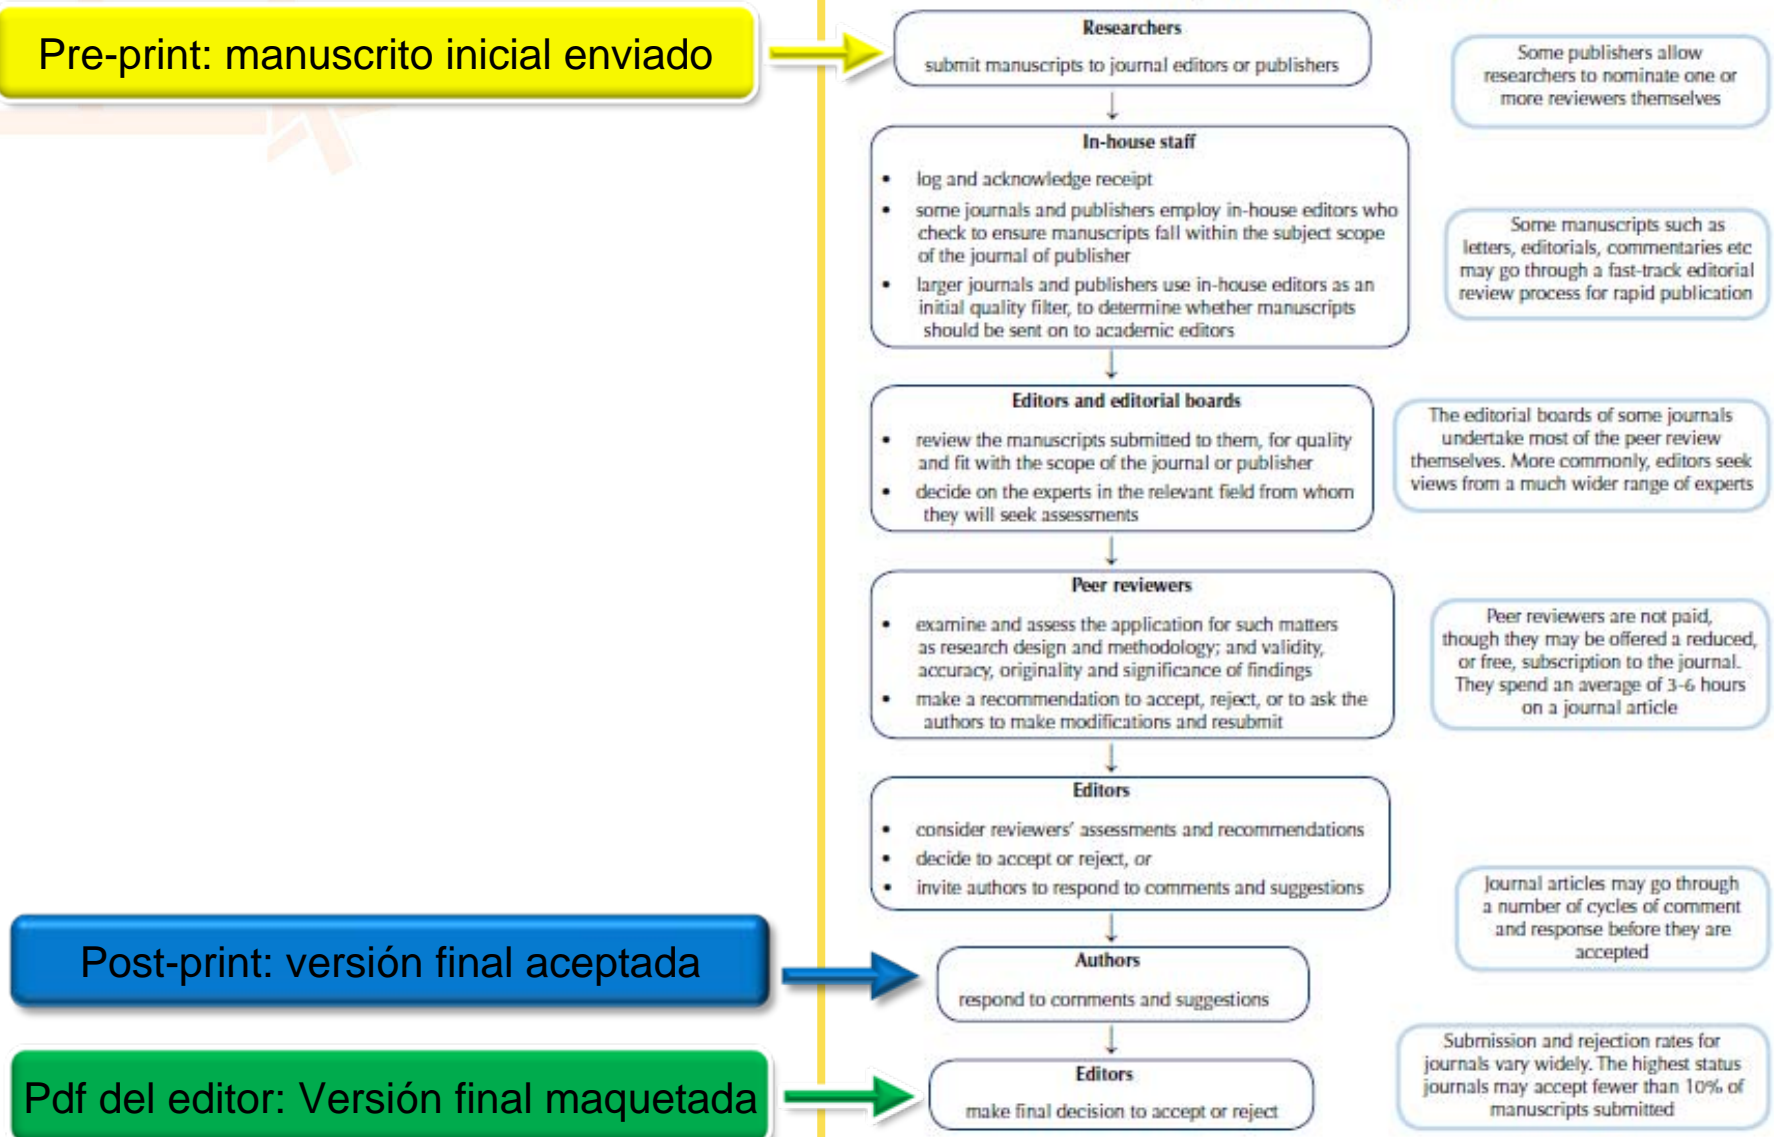 Pre-print: manuscrito inicial enviado
Researchers
submit manuscripts to journal editors or publishers
Some publishers allow
researchers to nominate one or
more reviewers themselves
In-house staff
• log and acknowledge receipt
• some journals and publishers employ in-house editors who
check to ensure manuscripts fall within the subject scope
of the journal of publisher
• larger journals and publishers use in-house editors as an
initial quality filter, to determine whether manuscripts
should be sent on to academic editors
Some manuscripts such as
letters, editorials, commentaries etc
may go through a fast-track editorial
review process for rapid publication
Editors and editorial boards
• review the manuscripts submitted to them, for quality
and fit with the scope of the journal or publisher
• decide on the experts in the relevant field from whom
they will seek assessments
The editorial boards of some journals
undertake most of the peer review
themselves. More commonly, editors seek
views from a much wider range of experts
Peer reviewers
• examine and assess the application for such matters
as research design and methodology; and validity,
accuracy, originality and significance of findings
• make a recommendation to accept, reject, or to ask the
authors to make modifications and resubmit
Peer reviewers are not paid,
though they may be offered a reduced,
or free, subscription to the journal.
They spend an average of 3-6 hours
on a journal article
Editors
• consider reviewers' assessments and recommendations
• decide to accept or reject, or
• invite authors to respond to comments and suggestions
Journal articles may go through
a number of cycles of comment
and response before they are
accepted
Post-print: versión final aceptada
Authors
respond to comments and suggestions
Pdf del editor: Versión final maquetada
Editors
make final decision to accept or reject
Submission and rejection rates for
journals vary widely. The highest status
journals may accept fewer than 10% of
manuscripts submitted